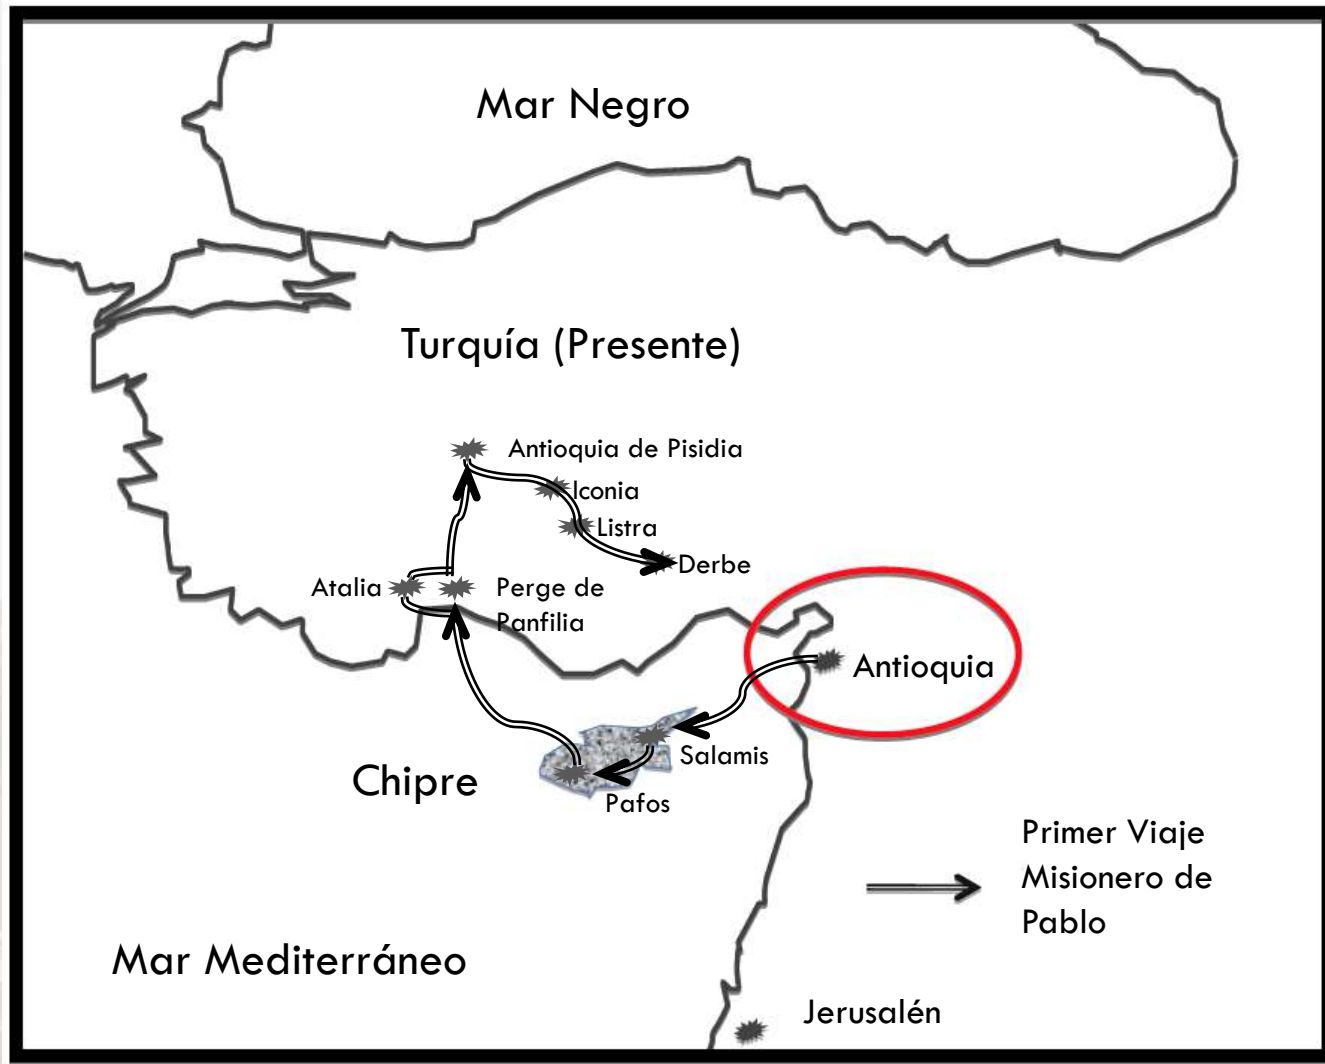 Mar Negro
Turquía (Presente)
Antioquia de Pisidia
Iconia
Listra
Derbe
Atalia
Perge de
Panfilia
Antioquia
Salamis
Chipre
Pafos
Primer Viaje
Misionero de
Pablo
Mar Mediterráneo
Jerusalén